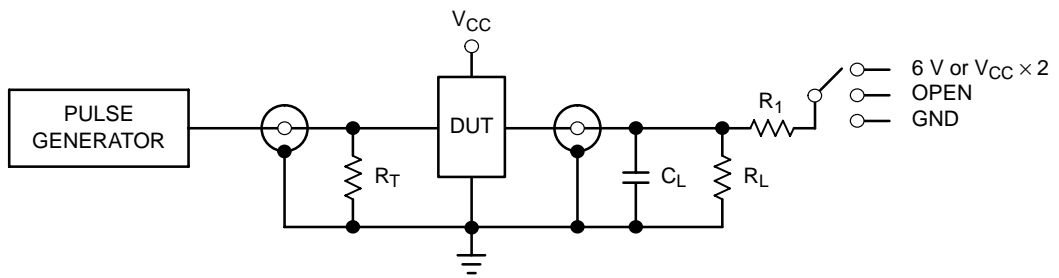 V_CC
6 V or V_CC × 2
OPEN
GND
PULSE
GENERATOR
DUT
R_1
R_T
C_L
R_L